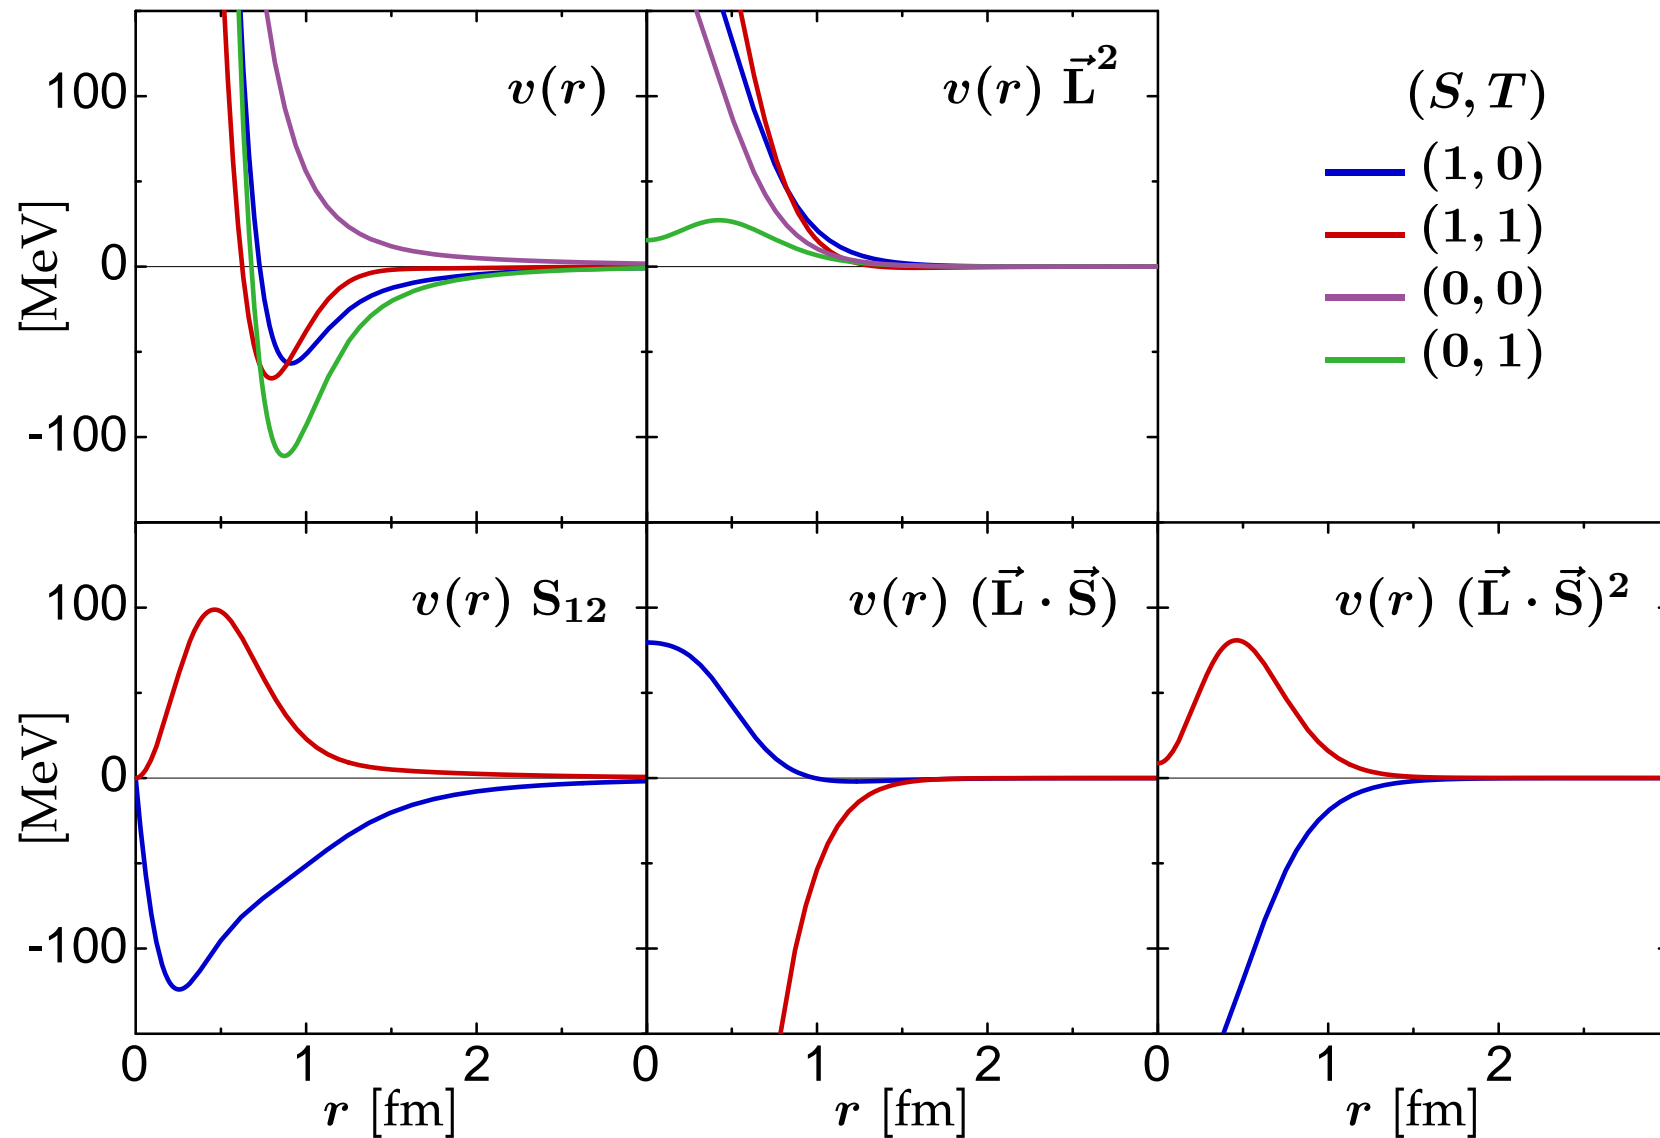 v(r)
v(r) L⃗²
(S, T)
(1, 0)
(1, 1)
(0, 0)
(0, 1)
100
0
-100
[MeV]
v(r) S₁₂
v(r) (L⃗ · S⃗)
v(r) (L⃗ · S⃗)²
100
0
-100
[MeV]
0 1 2 0 1 2 0 1 2
r [fm] r [fm] r [fm]